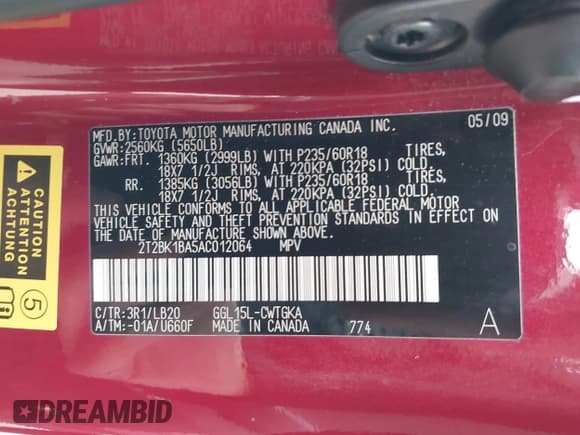 MFD.BY:TOYOTA MOTOR MANUFACTURING CANADA INC. 05/09
GVWR:2560KG (5650LB)
GAWR:FRT. 1360KG (2999LB) WITH P235/60R18 TIRES,
18X7 1/2J RIMS, AT 220KPA (32PSI) COLD.
RR. 1385KG (3056LB) WITH P235/60R18 TIRES,
18X7 1/2J RIMS, AT 220KPA (32PSI) COLD.
THIS VEHICLE CONFORMS TO ALL APPLICABLE FEDERAL MOTOR
VEHICLE SAFETY AND THEFT PREVENTION STANDARDS IN EFFECT
ON THE DATE OF MANUFACTURE SHOWN ABOVE.
2T2BK1BA5AC012064 MPV
C/TR:3R1/LB20 GGL15L-CWTGKA
A/TM:-01A/U660F MADE IN CANADA 774 A
CAUTION
ATTENTION
5
DREAMBID